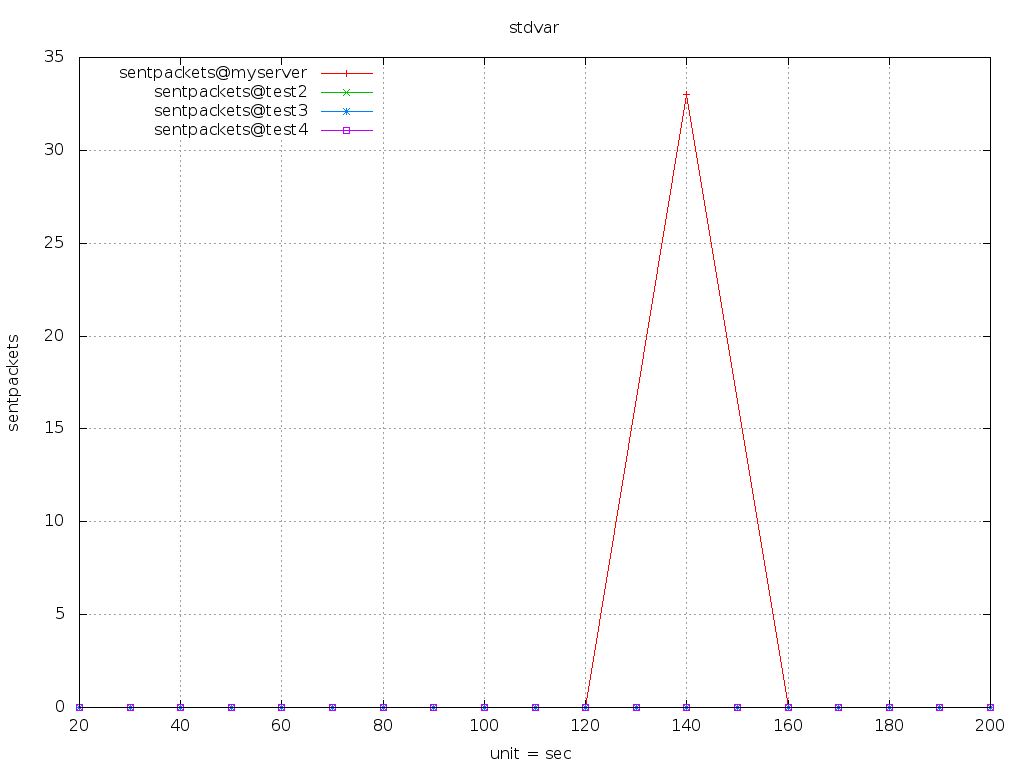 stdvar
35
30
25
20
15
10
5
0
sentpackets@myserver
sentpackets@test2
sentpackets@test3
sentpackets@test4
sentpackets
20 40 60 80 100 120 140 160 180 200
unit = sec